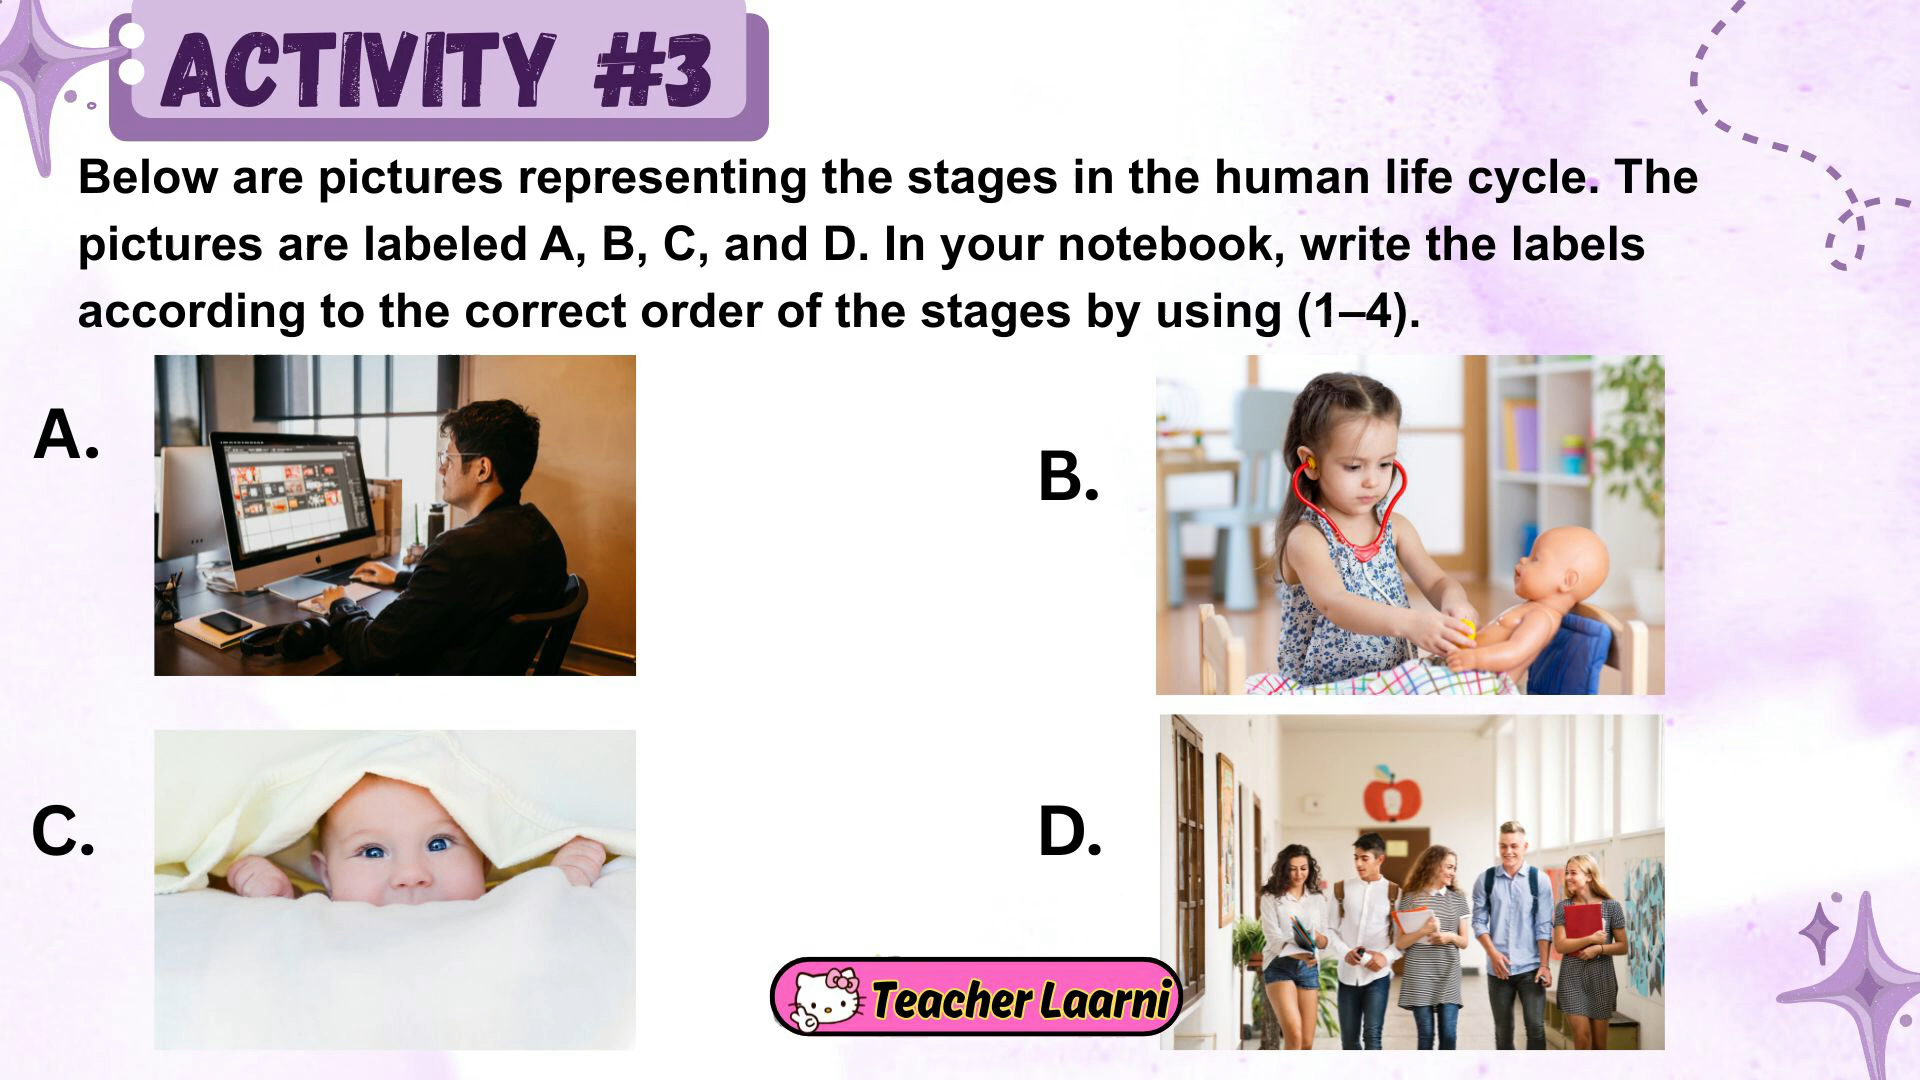 ACTIVITY #3
Below are pictures representing the stages in the human life cycle. The
pictures are labeled A, B, C, and D. In your notebook, write the labels
according to the correct order of the stages by using (1–4).
A.
B.
C.
D.
Teacher Laarni